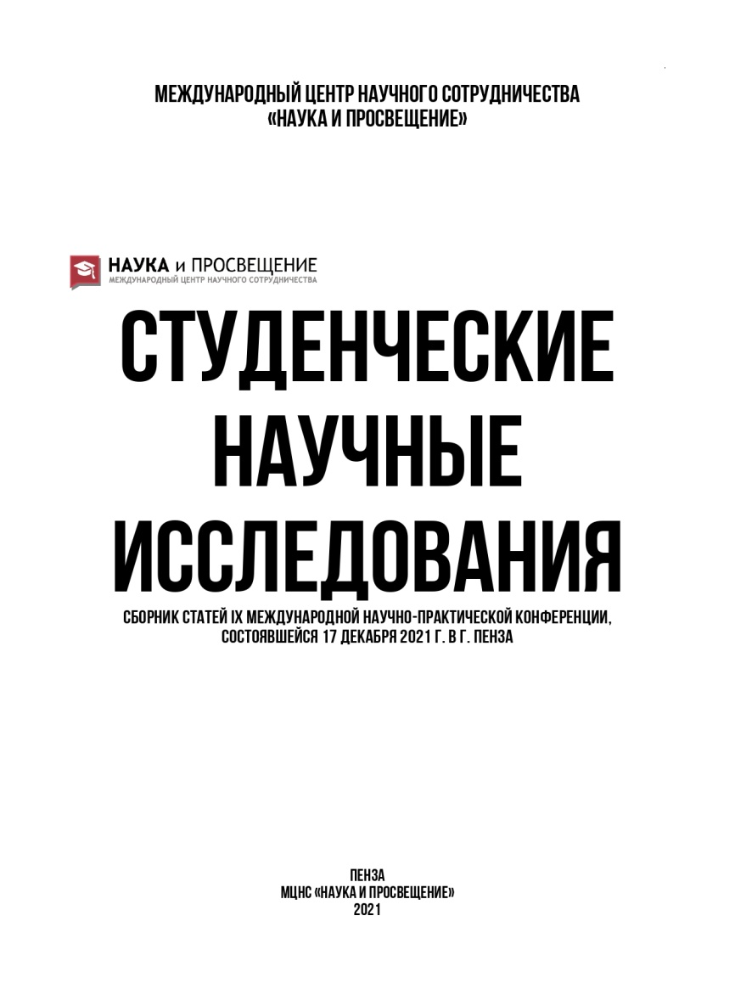 МЕЖДУНАРОДНЫЙ ЦЕНТР НАУЧНОГО СОТРУДНИЧЕСТВА
«НАУКА И ПРОСВЕЩЕНИЕ»
НАУКА и ПРОСВЕЩЕНИЕ
МЕЖДУНАРОДНЫЙ ЦЕНТР НАУЧНОГО СОТРУДНИЧЕСТВА
СТУДЕНЧЕСКИЕ
НАУЧНЫЕ
ИССЛЕДОВАНИЯ
СБОРНИК СТАТЕЙ IX МЕЖДУНАРОДНОЙ НАУЧНО-ПРАКТИЧЕСКОЙ КОНФЕРЕНЦИИ,
СОСТОЯВШЕЙСЯ 17 ДЕКАБРЯ 2021 Г. В Г. ПЕНЗА
ПЕНЗА
МЦНС «НАУКА И ПРОСВЕЩЕНИЕ»
2021